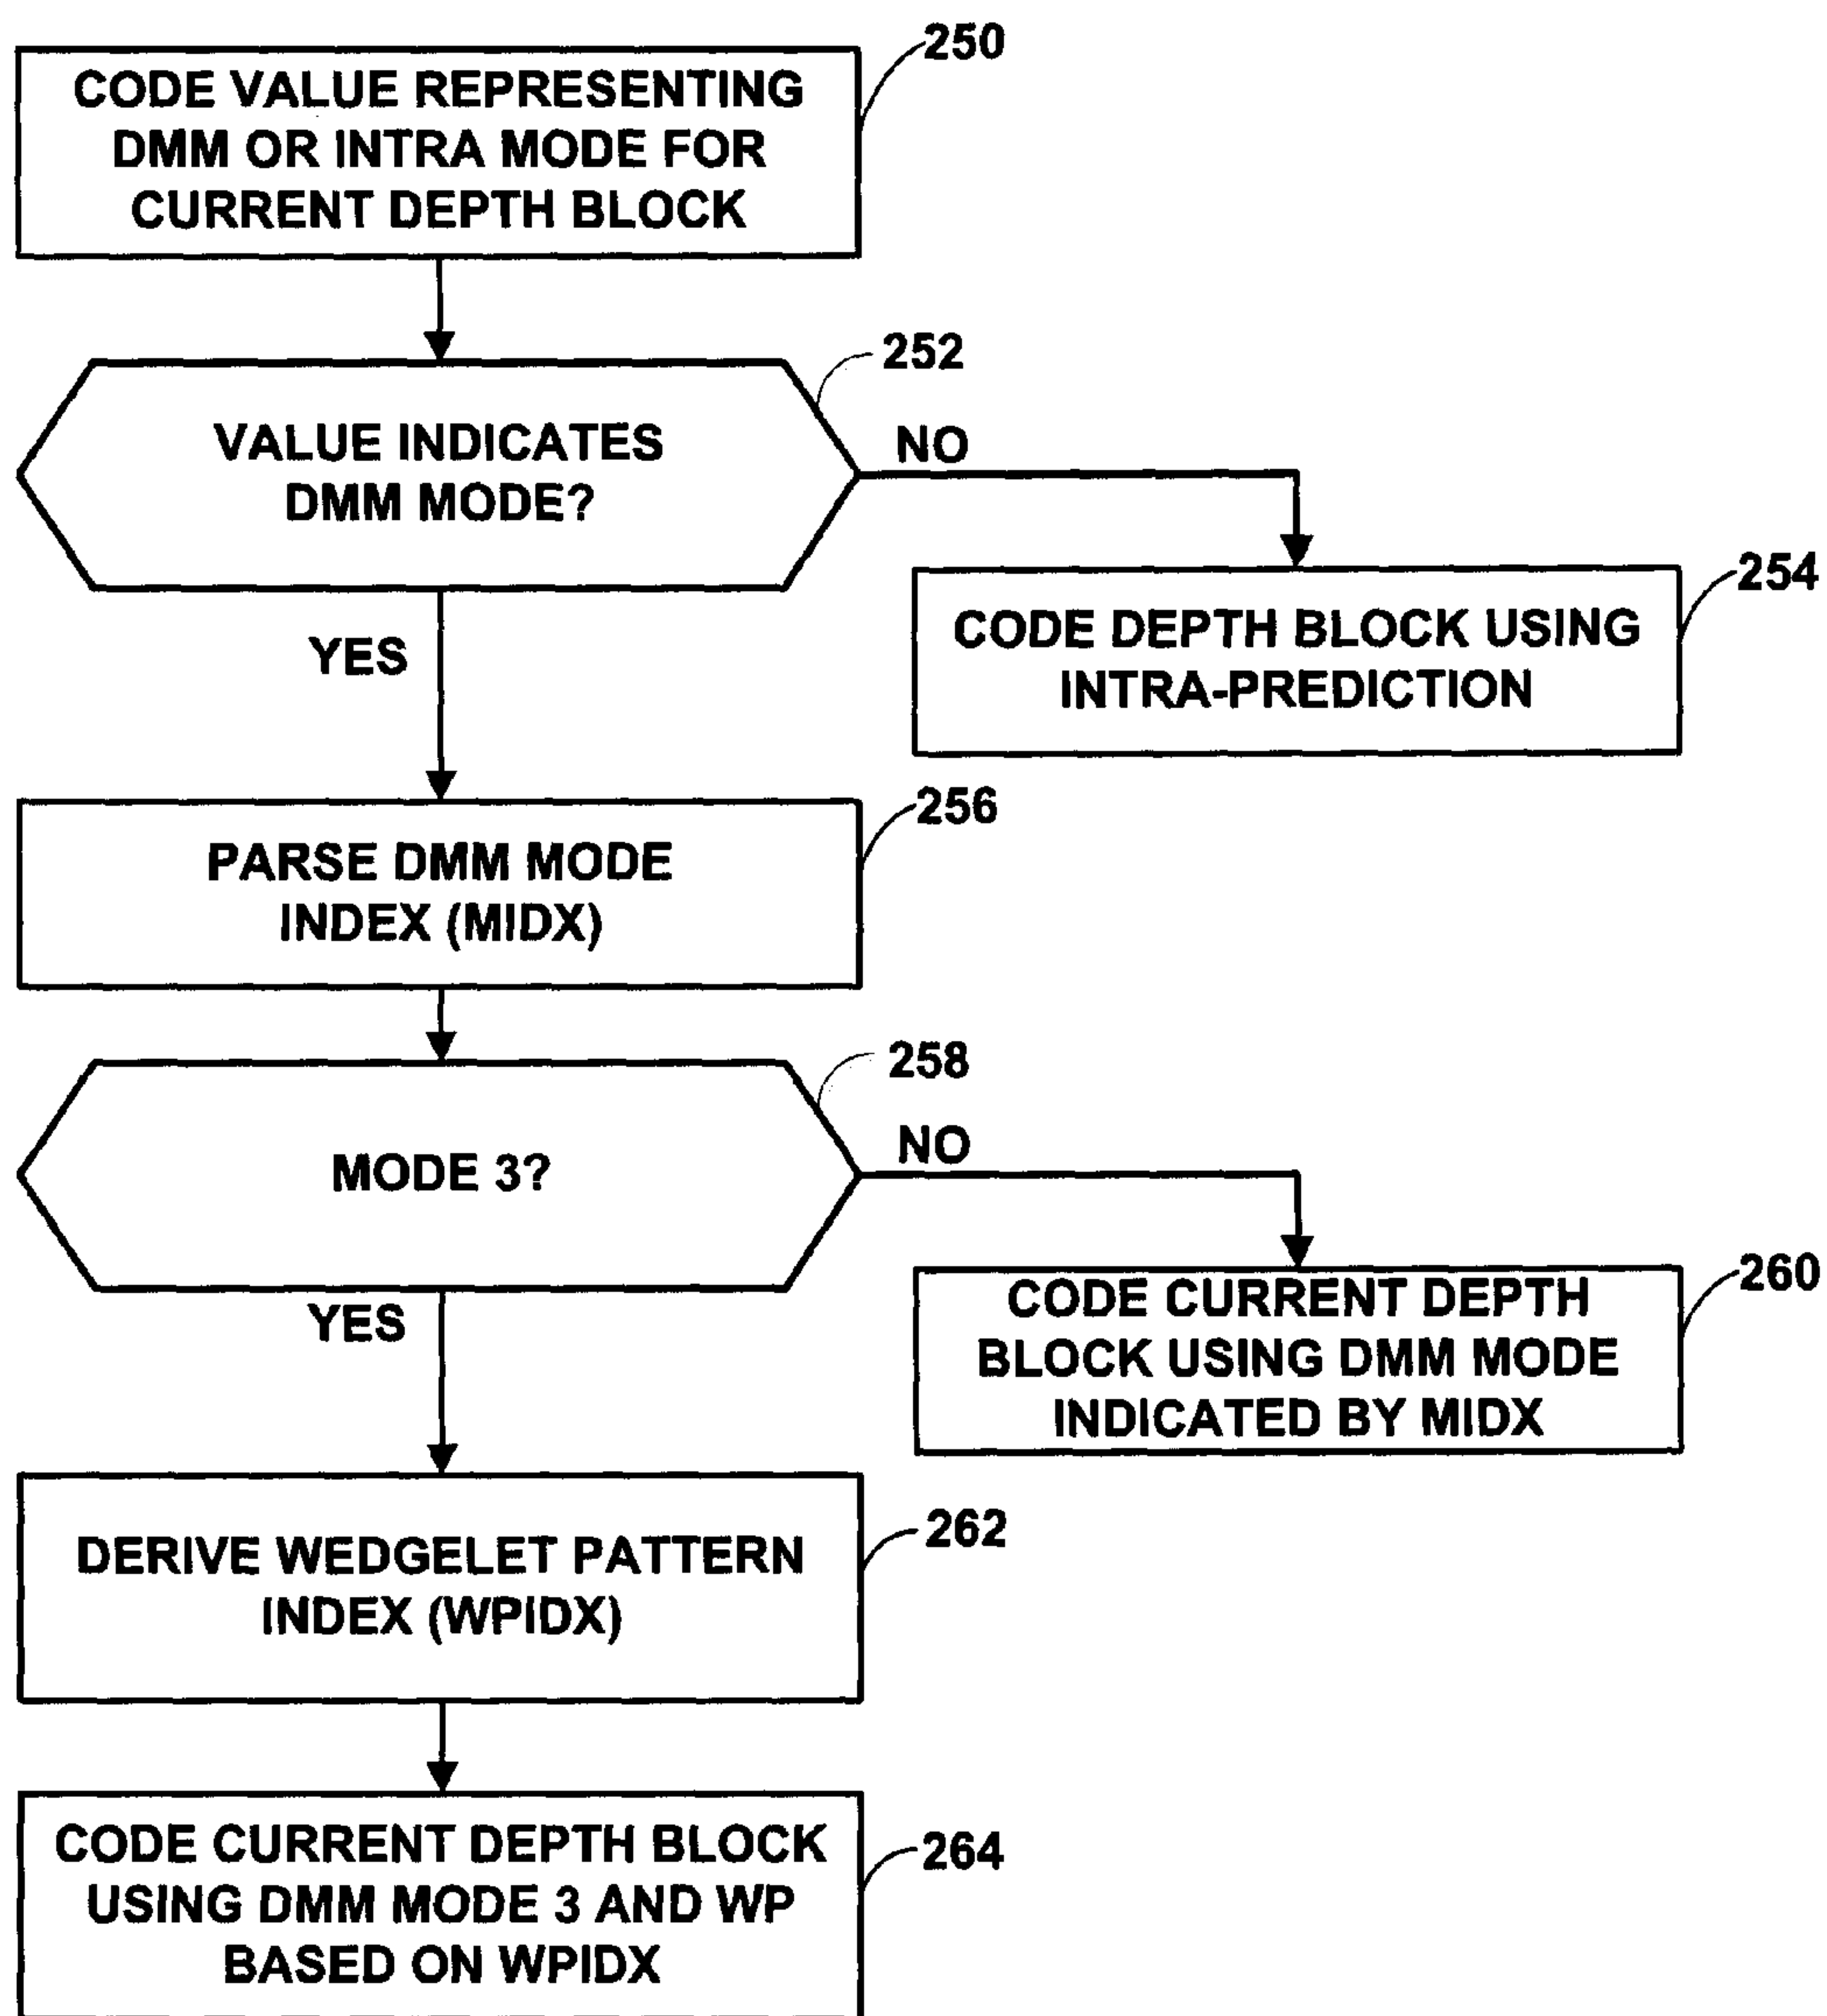 250
CODE VALUE REPRESENTING
DMM OR INTRA MODE FOR
CURRENT DEPTH BLOCK
252
VALUE INDICATES
DMM MODE?
NO
254
CODE DEPTH BLOCK USING
INTRA-PREDICTION
YES
256
PARSE DMM MODE
INDEX (MIDX)
258
MODE 3?
NO
260
CODE CURRENT DEPTH
BLOCK USING DMM MODE
INDICATED BY MIDX
YES
262
DERIVE WEDGELET PATTERN
INDEX (WPIDX)
264
CODE CURRENT DEPTH BLOCK
USING DMM MODE 3 AND WP
BASED ON WPIDX